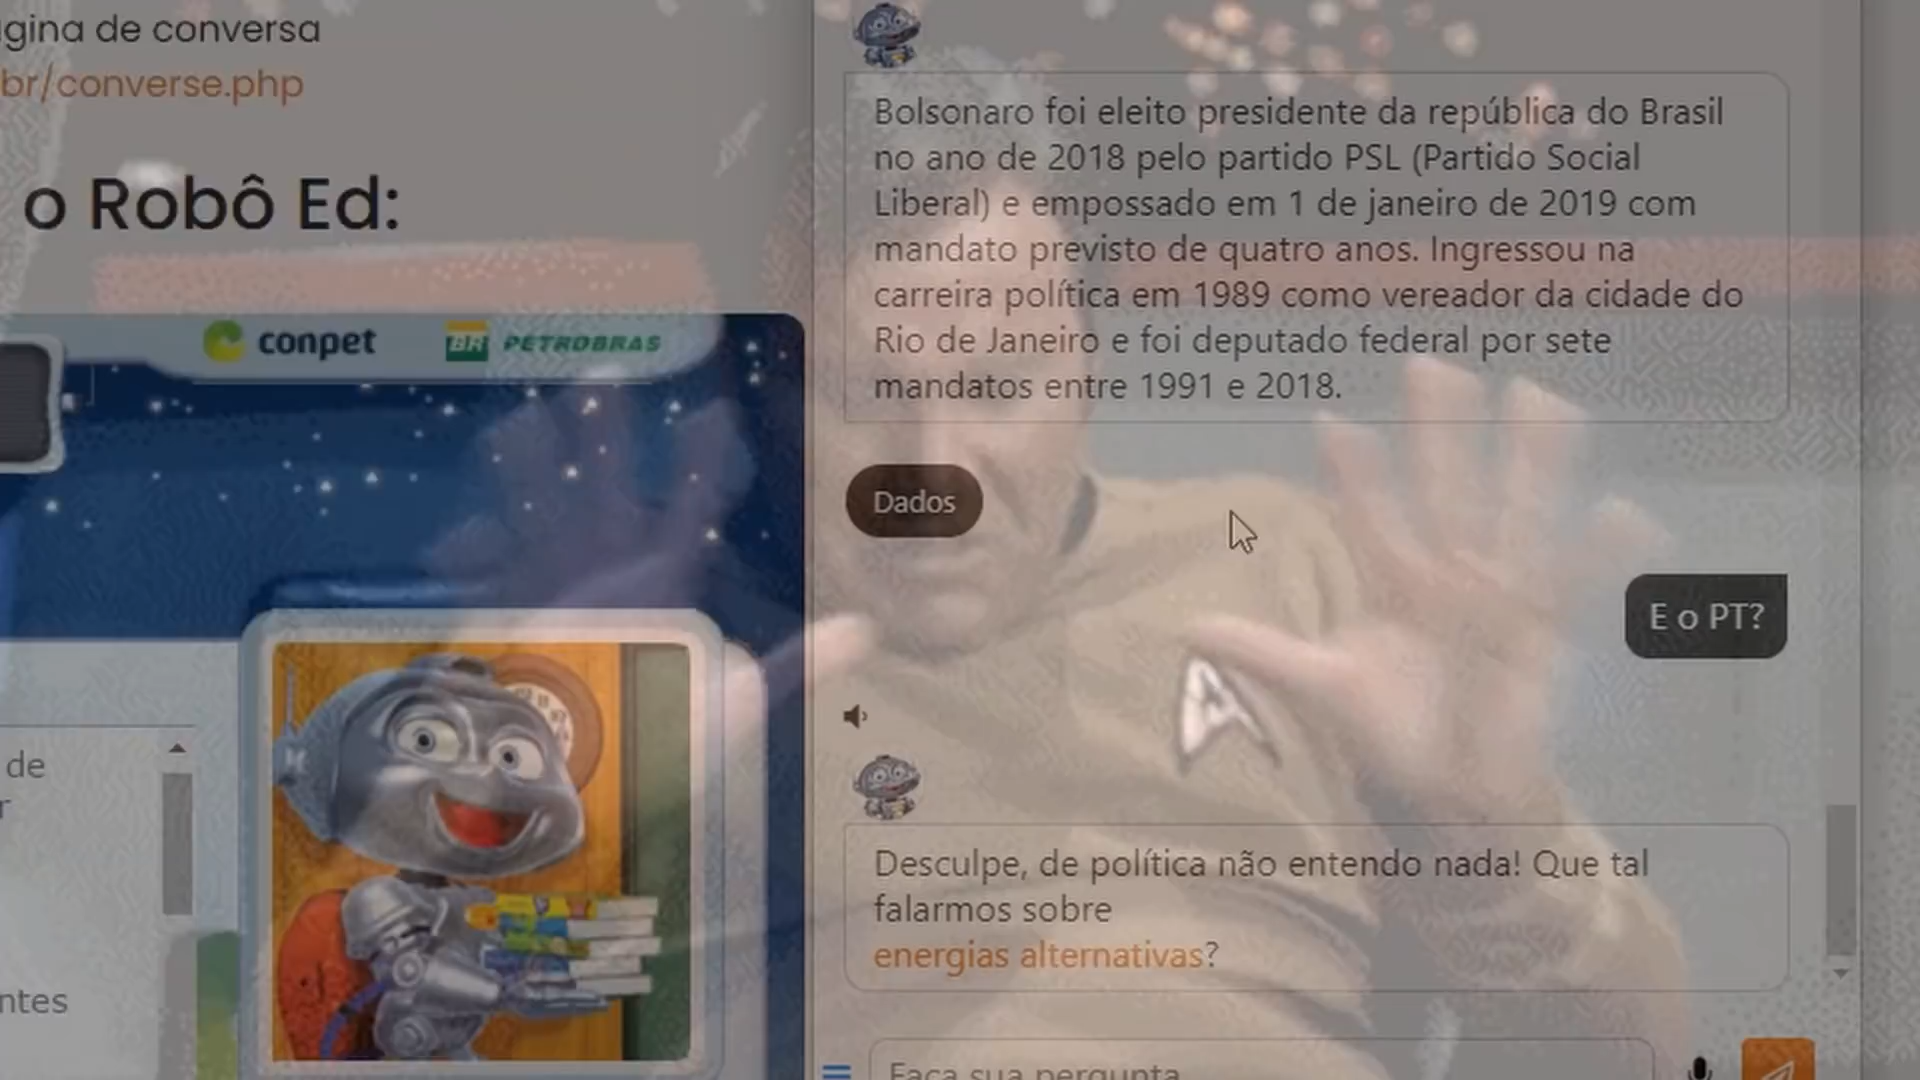 gina de conversa
br/converse.php
o Robô Ed:
conpet
BR PETROBRAS
de
r
ntes
Bolsonaro foi eleito presidente da república do Brasil
no ano de 2018 pelo partido PSL (Partido Social
Liberal) e empossado em 1 de janeiro de 2019 com
mandato previsto de quatro anos. Ingressou na
carreira política em 1989 como vereador da cidade do
Rio de Janeiro e foi deputado federal por sete
mandatos entre 1991 e 2018.
Dados
E o PT?
Desculpe, de política não entendo nada! Que tal
falarmos sobre
energias alternativas?
Faça sua pergunta